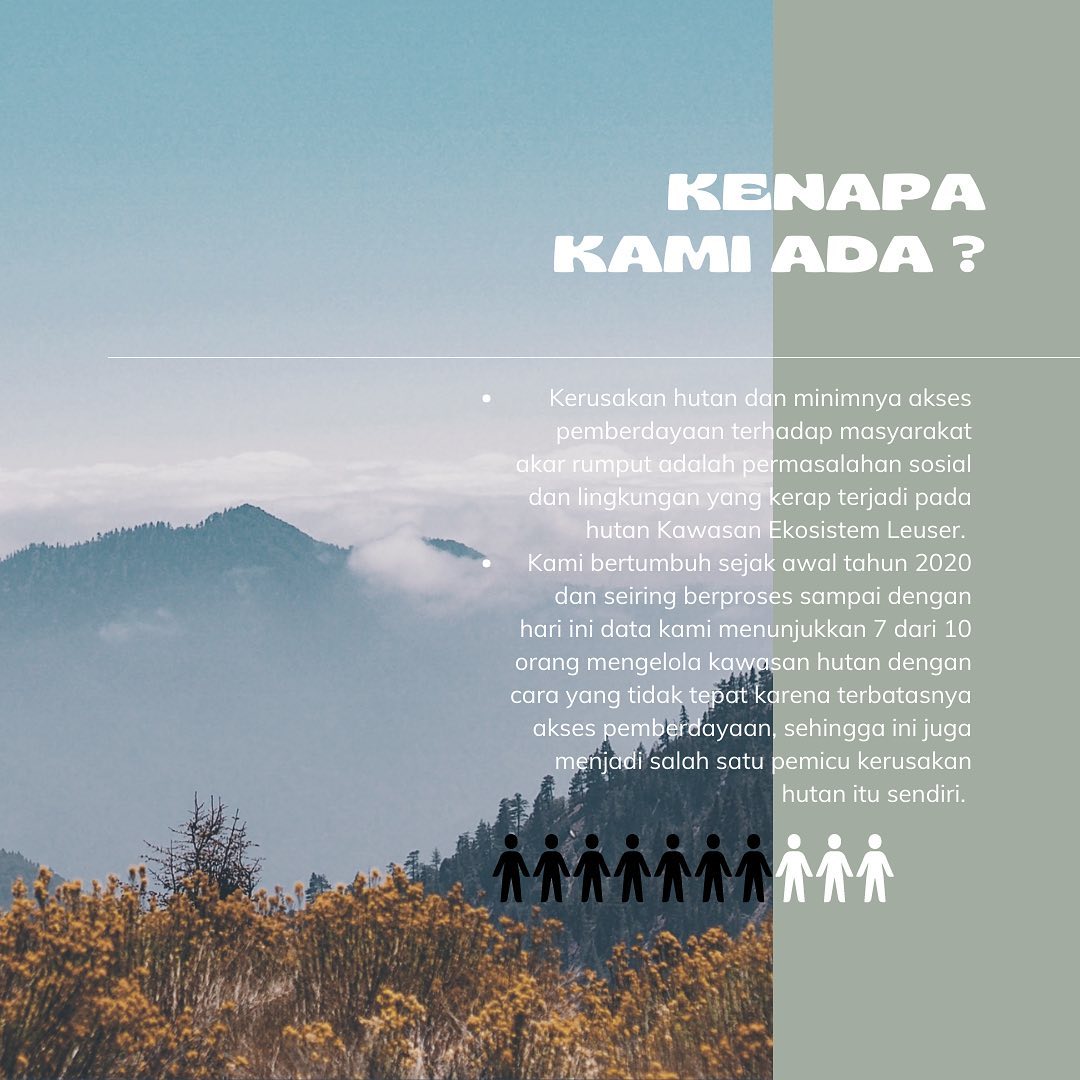 KENAPA
KAMI ADA ?
• Kerusakan hutan dan minimnya akses
pemberdayaan terhadap masyarakat
akar rumput adalah permasalahan sosial
dan lingkungan yang kerap terjadi pada
hutan Kawasan Ekosistem Leuser.
• Kami bertumbuh sejak awal tahun 2020
dan seiring berproses sampai dengan
hari ini data kami menunjukkan 7 dari 10
orang mengelola kawasan hutan dengan
cara yang tidak tepat karena terbatasnya
akses pemberdayaan, sehingga ini juga
menjadi salah satu pemicu kerusakan
hutan itu sendiri.